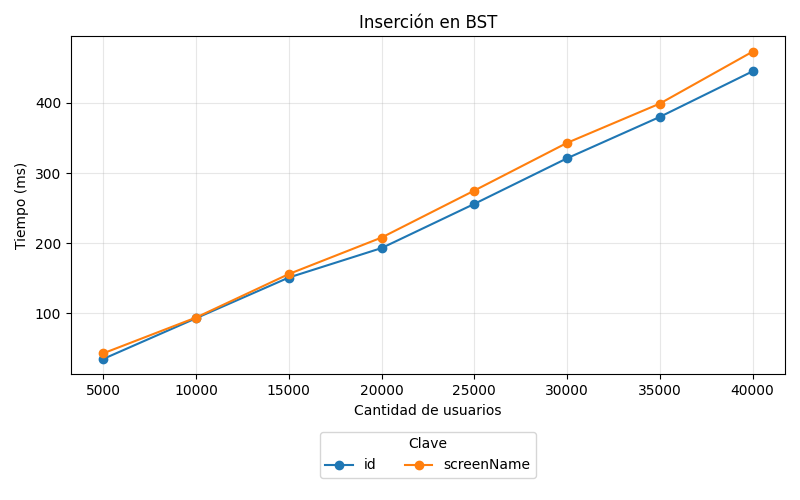 Inserción en BST
Tiempo (ms)
400
300
200
100
5000 10000 15000 20000 25000 30000 35000 40000
Cantidad de usuarios
Clave
id screenName